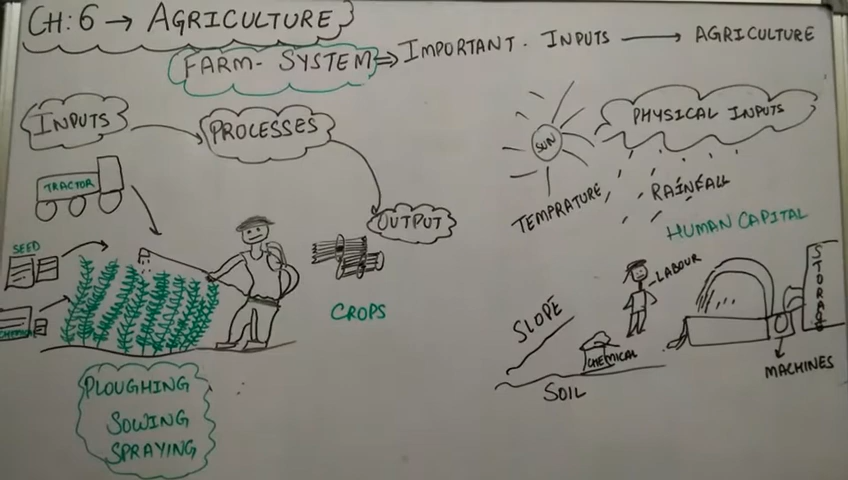 CH:6 → AGRICULTURE
FARM-SYSTEM ⇒ IMPORTANT. INPUTS → AGRICULTURE
INPUTS
PROCESSES
OUTPUT
TRACTOR
SEED
CHEMICAL
CROPS
PLOUGHING
SOWING
SPRAYING
SUN
PHYSICAL INPUTS
TEMPRATURE
RAINFALL
HUMAN CAPITAL
LABOUR
STORAGE
SLOPE
CHEMICAL
SOIL
MACHINES